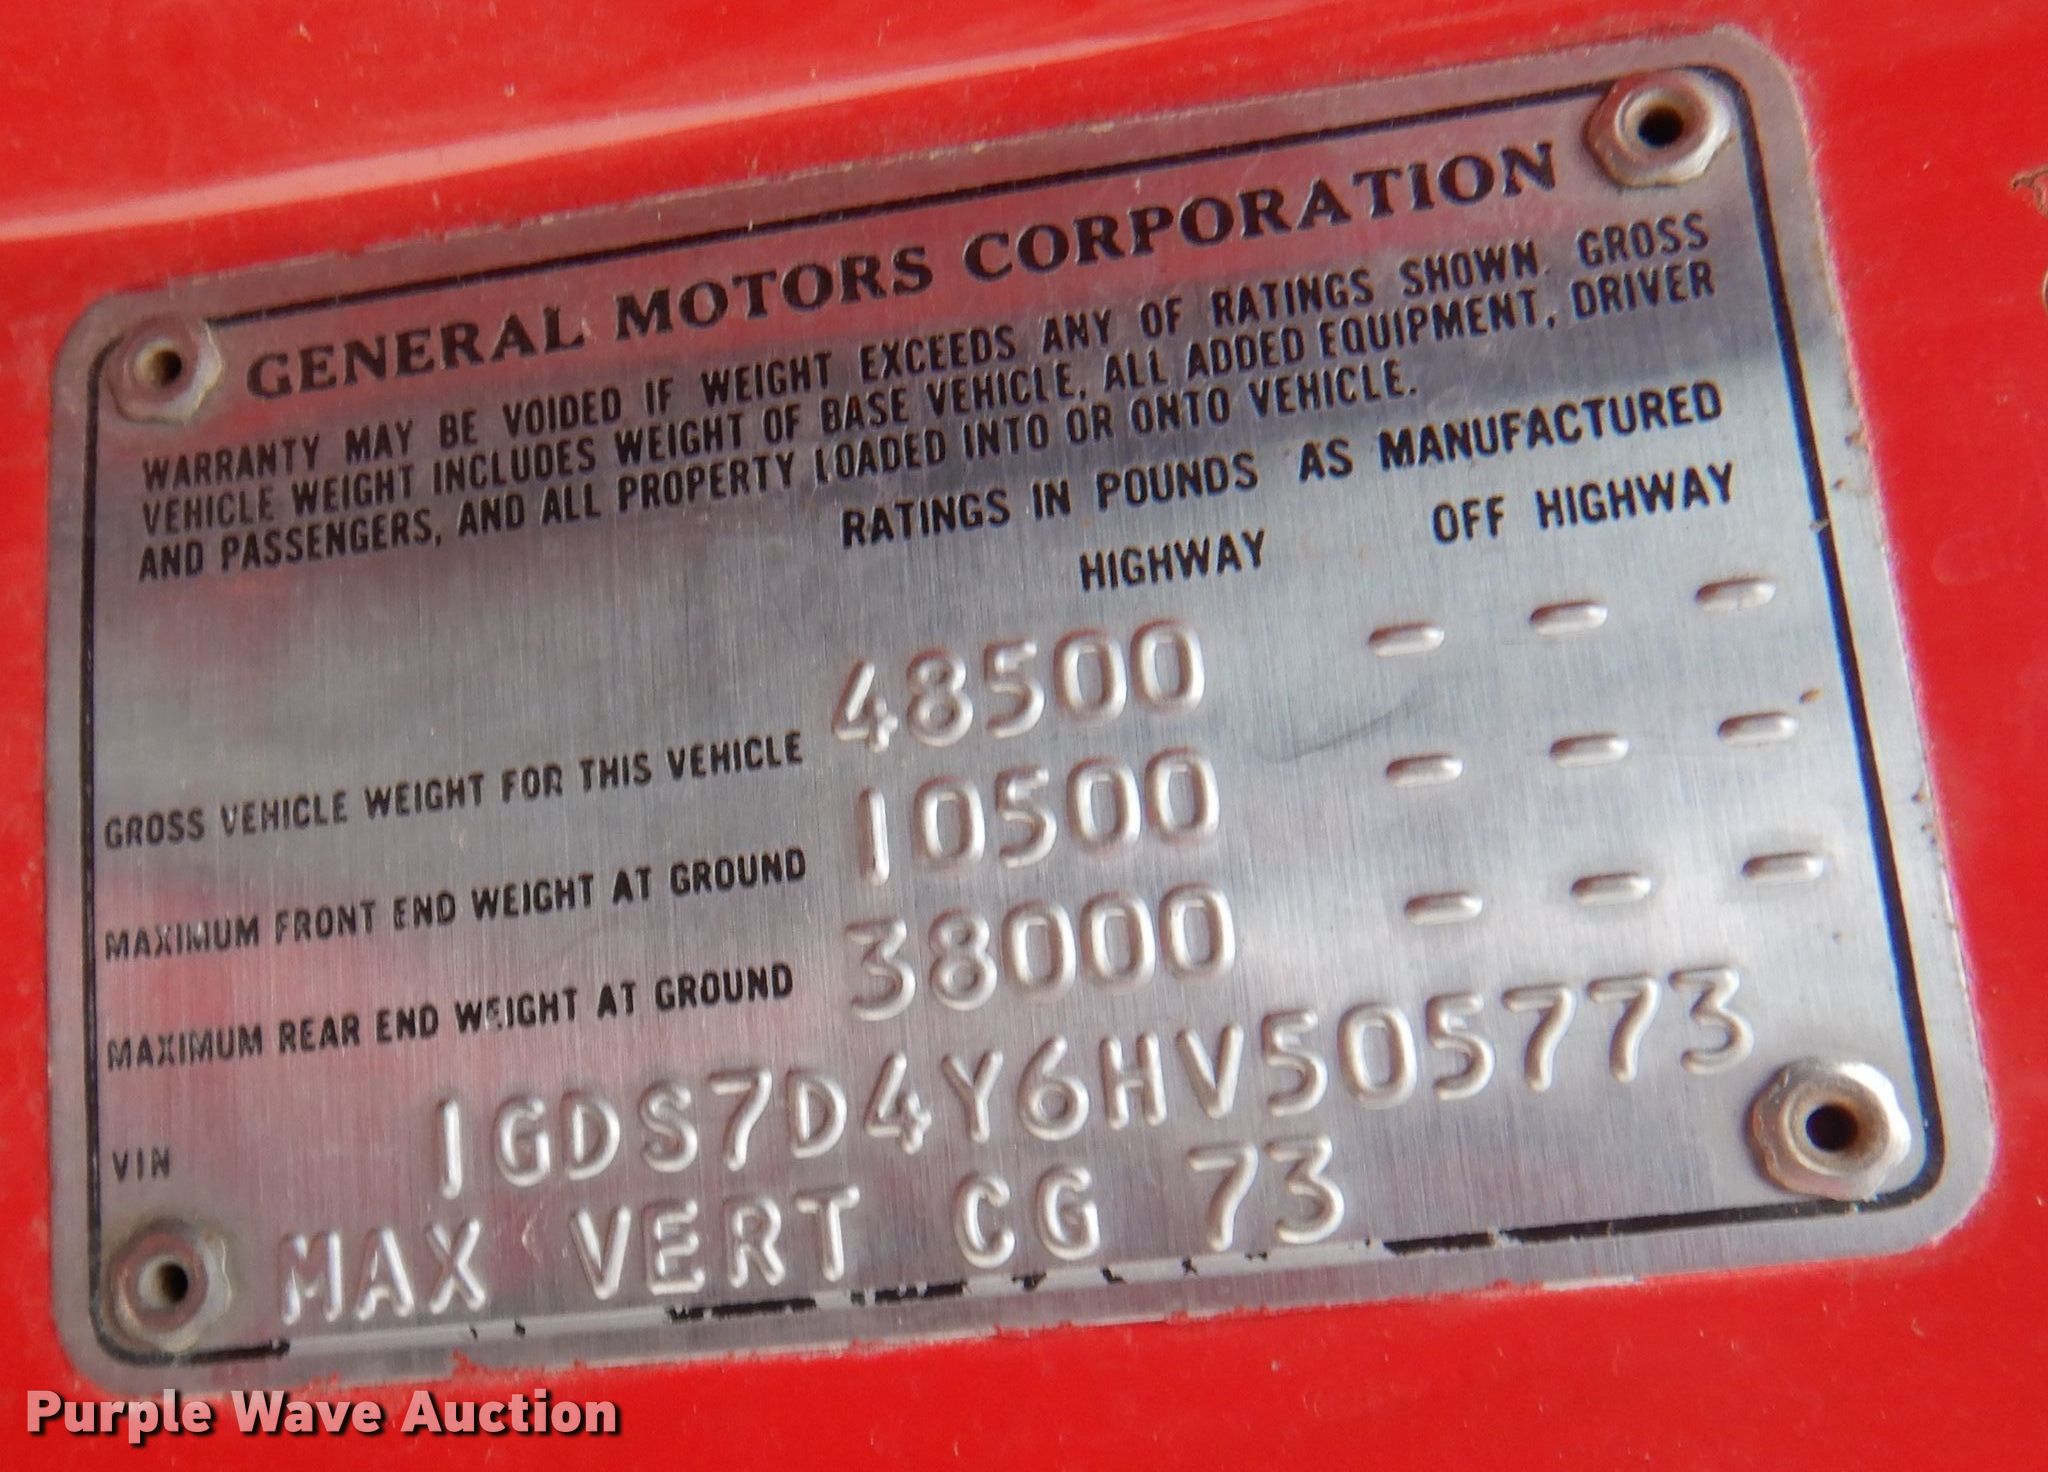 GENERAL MOTORS CORPORATION
WARRANTY MAY BE VOIDED IF WEIGHT EXCEEDS ANY OF RATINGS SHOWN. GROSS
VEHICLE WEIGHT INCLUDES WEIGHT OF BASE VEHICLE, ALL ADDED EQUIPMENT, DRIVER
AND PASSENGERS, AND ALL PROPERTY LOADED INTO OR ONTO VEHICLE.
RATINGS IN POUNDS AS MANUFACTURED
HIGHWAY OFF HIGHWAY
GROSS VEHICLE WEIGHT FOR THIS VEHICLE 48500 - - -
MAXIMUM FRONT END WEIGHT AT GROUND 10500 - - -
MAXIMUM REAR END WEIGHT AT GROUND 38000 - - -
VIN 1GDS7D4Y6HV505773
MAX VERT CG 73
Purple Wave Auction